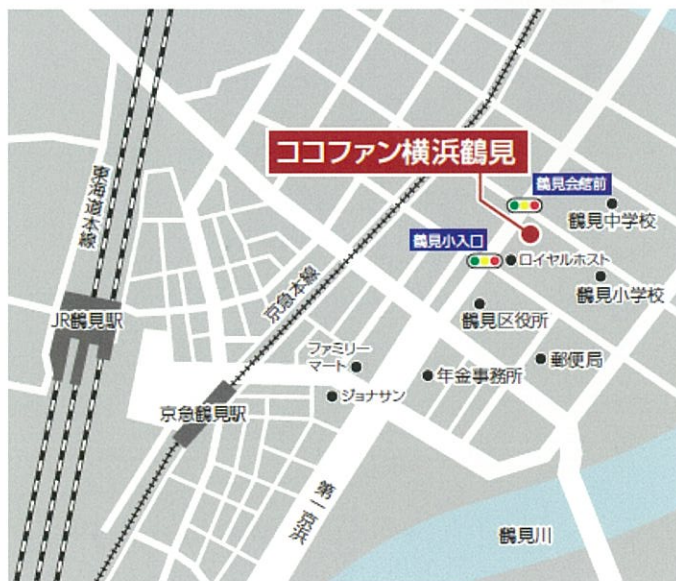 ココファン横浜鶴見
鶴見会館前
鶴見中学校
鶴見小入口
ロイヤルホスト
鶴見小学校
鶴見区役所
東海道本線
京急本線
JR鶴見駅
ファミリー
マート
年金事務所
郵便局
ジョナサン
京急鶴見駅
第一京浜
鶴見川